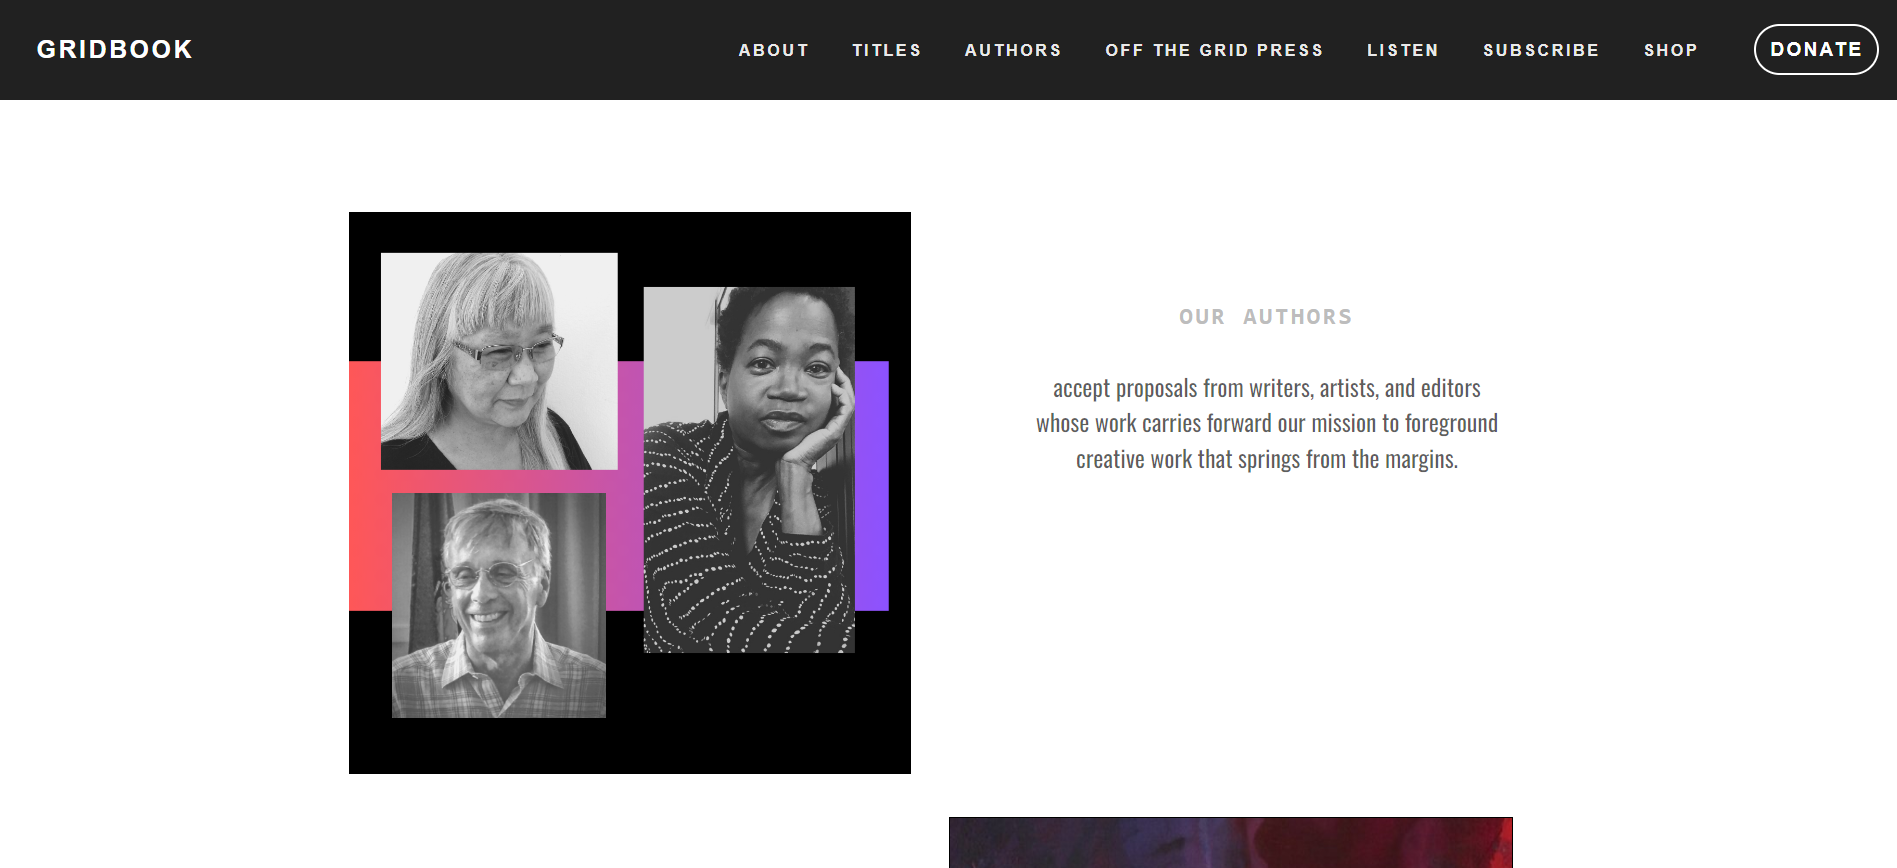 GRIDBOOK
ABOUT TITLES AUTHORS OFF THE GRID PRESS LISTEN SUBSCRIBE SHOP DONATE
OUR AUTHORS
accept proposals from writers, artists, and editors
whose work carries forward our mission to foreground
creative work that springs from the margins.